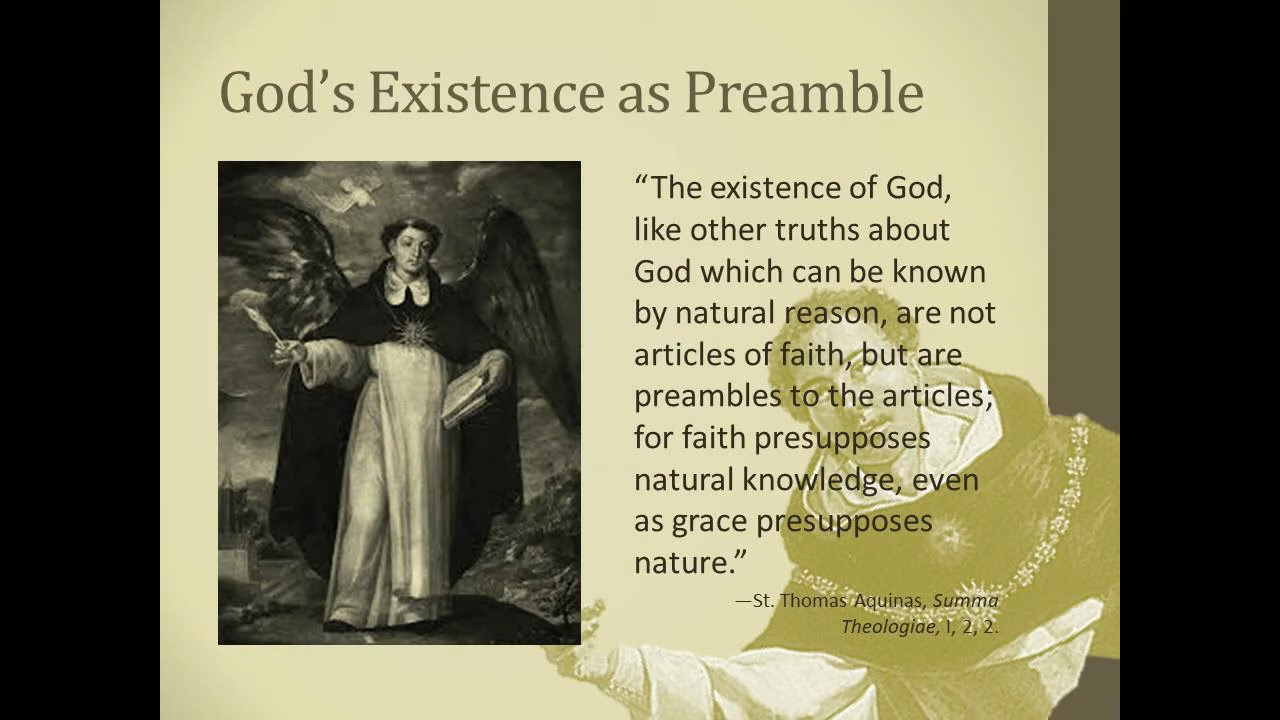 God’s Existence as Preamble
“The existence of God,
like other truths about
God which can be known
by natural reason, are not
articles of faith, but are
preambles to the articles;
for faith presupposes
natural knowledge, even
as grace presupposes
nature.”
—St. Thomas Aquinas, Summa
Theologiae, I, 2, 2.